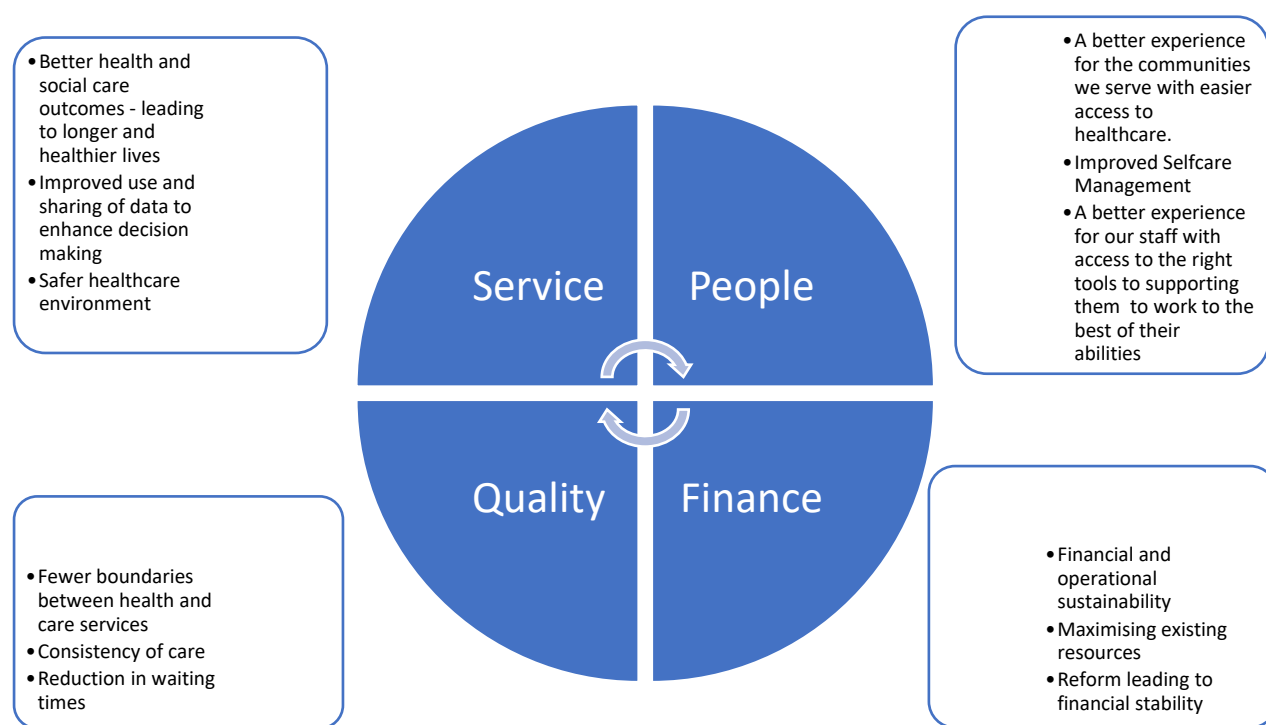 •Better health and
social care
outcomes - leading
to longer and
healthier lives
•Improved use and
sharing of data to
enhance decision
making
•Safer healthcare
environment
•A better experience
for the communities
we serve with easier
access to
healthcare.
•Improved Selfcare
Management
•A better experience
for our staff with
access to the right
tools to supporting
them  to work to the
best of their
abilities
Service
People
Quality
Finance
•Fewer boundaries
between health and
care services
•Consistency of care
•Reduction in waiting
times
•Financial and
operational
sustainability
•Maximising existing
resources
•Reform leading to
financial stability